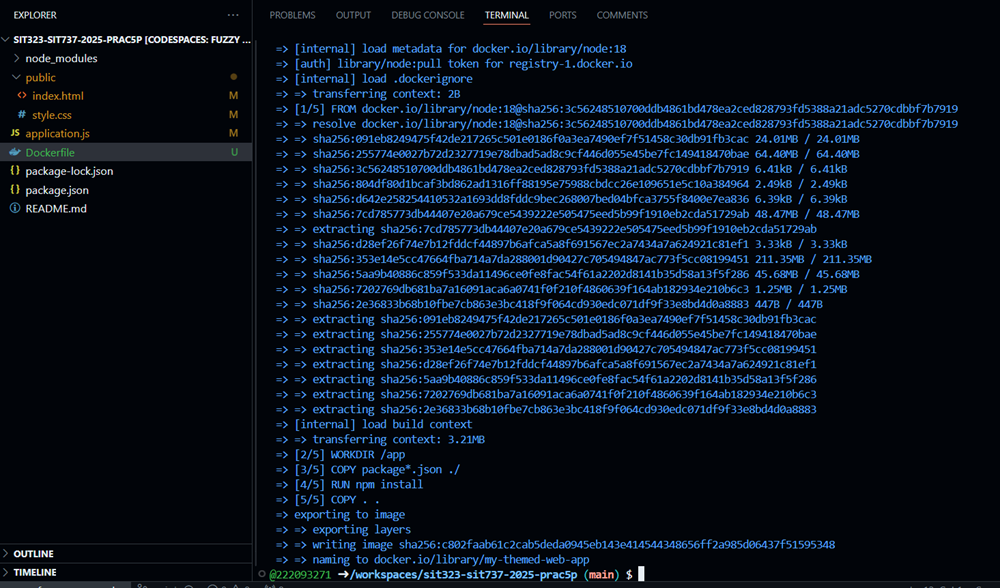 EXPLORER ...
SIT323-SIT737-2025-PRAC5P [CODESPACES: FUZZY ...
node_modules
public
index.html M
style.css M
JS application.js M
Dockerfile U
{} package-lock.json
{} package.json
README.md
OUTLINE
TIMELINE
PROBLEMS OUTPUT DEBUG CONSOLE TERMINAL PORTS COMMENTS
=> [internal] load metadata for docker.io/library/node:18
=> [auth] library/node:pull token for registry-1.docker.io
=> [internal] load .dockerignore
=> => transferring context: 2B
=> [1/5] FROM docker.io/library/node:18@sha256:3c56248510700ddb4861bd478ea2ced828793fd5388a21adc5270cdbbf7b7919
=> => resolve docker.io/library/node:18@sha256:3c56248510700ddb4861bd478ea2ced828793fd5388a21adc5270cdbbf7b7919
=> => sha256:091eb8249475f42de217265c501e0186f0a3ea7490ef7f51458c30db91fb3cac 24.01MB / 24.01MB
=> => sha256:255774e0027b72d2327719e78dbad5ad8c9cf446d055e45be7fc149418470bae 64.40MB / 64.40MB
=> => sha256:3c56248510700ddb4861bd478ea2ced828793fd5388a21adc5270cdbbf7b7919 6.41kB / 6.41kB
=> => sha256:804df80d1bcaf3bd862ad1316ff88195e75988cbdcc26e109651e5c10a384964 2.49kB / 2.49kB
=> => sha256:d642e258254410532a1693dd8fddc9bec268007bed04bfca3755f8400e7ea836 6.39kB / 6.39kB
=> => sha256:7cd785773db44407e20a679ce5439222e505475eed5b99f1910eb2cda51729ab 48.47MB / 48.47MB
=> => extracting sha256:7cd785773db44407e20a679ce5439222e505475eed5b99f1910eb2cda51729ab
=> => sha256:d28ef26f74e7b12fddcf44897b6afca5a8f691567ec2a7434a7a624921c81ef1 3.33kB / 3.33kB
=> => sha256:353e14e5cc47664fba714a7da288001d90427c705494847ac773f5cc08199451 211.35MB / 211.35MB
=> => sha256:5aa9b40886c859f533da11496ce0fe8fac54f61a2202d8141b35d58a13f5f286 45.68MB / 45.68MB
=> => sha256:7202769db681ba7a16091aca6a0741f0f210f4860639f164ab182934e210b6c3 1.25MB / 1.25MB
=> => sha256:2e36833b68b10fbe7cb863e3bc418f9f064cd930edc071df9f33e8bd4d0a8883 447B / 447B
=> => extracting sha256:091eb8249475f42de217265c501e0186f0a3ea7490ef7f51458c30db91fb3cac
=> => extracting sha256:255774e0027b72d2327719e78dbad5ad8c9cf446d055e45be7fc149418470bae
=> => extracting sha256:353e14e5cc47664fba714a7da288001d90427c705494847ac773f5cc08199451
=> => extracting sha256:d28ef26f74e7b12fddcf44897b6afca5a8f691567ec2a7434a7a624921c81ef1
=> => extracting sha256:5aa9b40886c859f533da11496ce0fe8fac54f61a2202d8141b35d58a13f5f286
=> => extracting sha256:7202769db681ba7a16091aca6a0741f0f210f4860639f164ab182934e210b6c3
=> => extracting sha256:2e36833b68b10fbe7cb863e3bc418f9f064cd930edc071df9f33e8bd4d0a8883
=> [internal] load build context
=> => transferring context: 3.21MB
=> [2/5] WORKDIR /app
=> [3/5] COPY package*.json ./
=> [4/5] RUN npm install
=> [5/5] COPY . .
=> exporting to image
=> => exporting layers
=> => writing image sha256:c802faab61c2cab5deda0945eb143e414544348656ff2a985d06437f51595348
=> => naming to docker.io/library/my-themed-web-app
@222093271 ➜/workspaces/sit323-sit737-2025-prac5p (main) $